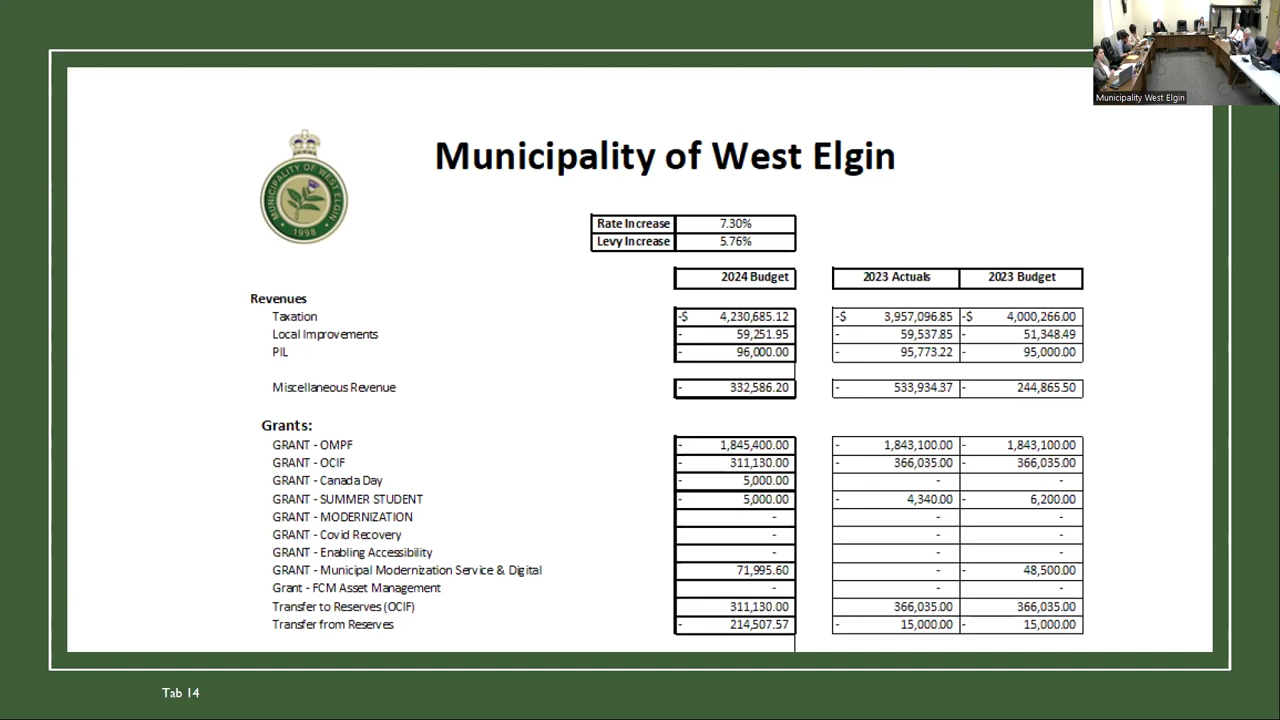 Municipality West Elgin
MUNICIPALITY OF WEST ELGIN
1998
Municipality of West Elgin
Rate Increase 7.30%
Levy Increase 5.76%
2024 Budget 2023 Actuals 2023 Budget
Revenues
Taxation -$ 4,230,685.12 -$ 3,957,096.85 -$ 4,000,266.00
Local Improvements - 59,251.95 - 59,537.85 - 51,348.49
PIL - 96,000.00 - 95,773.22 - 95,000.00
Miscellaneous Revenue - 332,586.20 - 533,934.37 - 244,865.50
Grants:
GRANT - OMPF - 1,845,400.00 - 1,843,100.00 - 1,843,100.00
GRANT - OCIF - 311,130.00 - 366,035.00 - 366,035.00
GRANT - Canada Day - 5,000.00 - -
GRANT - SUMMER STUDENT - 5,000.00 - 4,340.00 - 6,200.00
GRANT - MODERNIZATION - - -
GRANT - Covid Recovery - - -
GRANT - Enabling Accessibility - - -
GRANT - Municipal Modernization Service & Digital 71,995.60 - - 48,500.00
Grant - FCM Asset Management - - -
Transfer to Reserves (OCIF) 311,130.00 366,035.00 366,035.00
Transfer from Reserves - 214,507.57 - 15,000.00 - 15,000.00
Tab 14